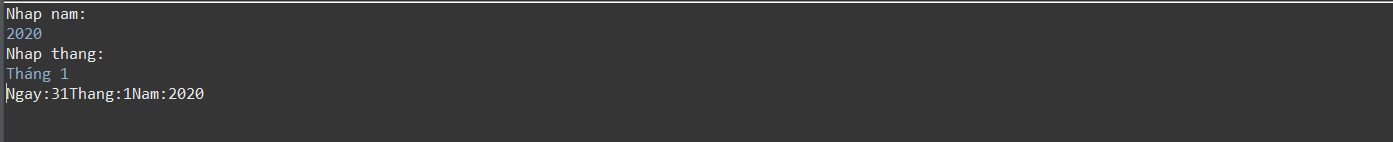 Nhap nam:
2020
Nhap thang:
Tháng 1
Ngay:31Thang:1Nam:2020